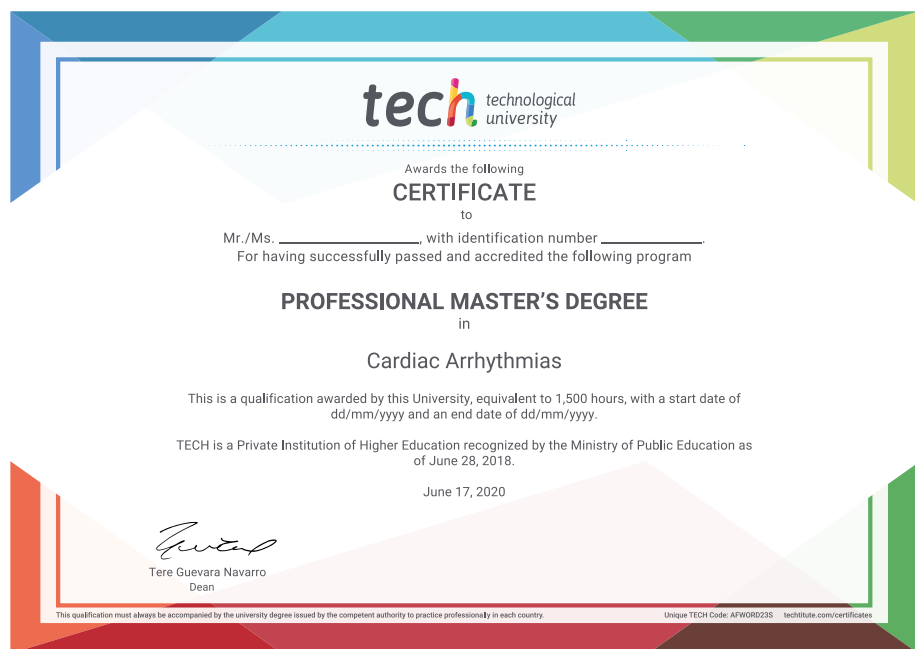 tech technological
university
Awards the following
CERTIFICATE
to
Mr./Ms. ____________________, with identification number ______________.
For having successfully passed and accredited the following program
PROFESSIONAL MASTER'S DEGREE
in
Cardiac Arrhythmias
This is a qualification awarded by this University, equivalent to 1,500 hours, with a start date of
dd/mm/yyyy and an end date of dd/mm/yyyy.
TECH is a Private Institution of Higher Education recognized by the Ministry of Public Education as
of June 28, 2018.
June 17, 2020
Tere Guevara Navarro
Dean
This qualification must always be accompanied by the university degree issued by the competent authority to practice professionally in each country.
Unique TECH Code: AFWORD23S techtitute.com/certificates